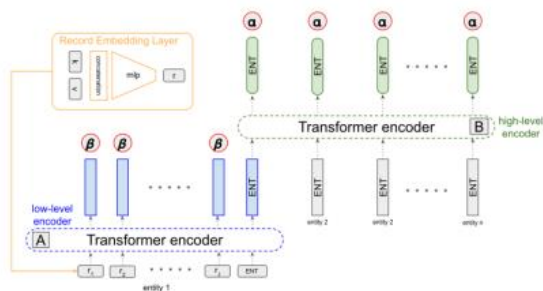 α α α α
Record Embedding Layer
k
v
concatenation
mlp
r
ENT ENT ENT ENT
Transformer encoder
B
high-level
encoder
β β β
ENT ENT ENT ENT
entity 2 entity 2 entity n
low-level
encoder
A
Transformer encoder
r1 r2 rj ENT
entity 1